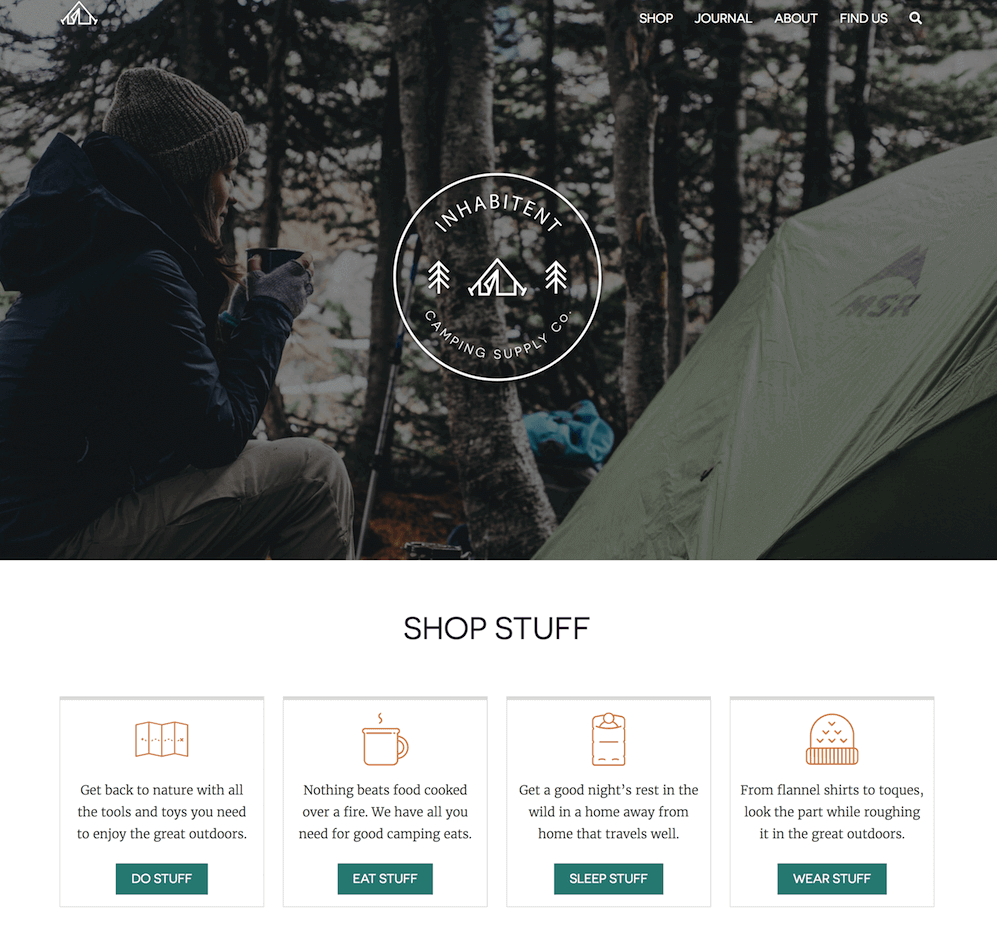 SHOP JOURNAL ABOUT FIND US
INHABITENT
CAMPING SUPPLY CO.
MSR
SHOP STUFF
Get back to nature with all
the tools and toys you need
to enjoy the great outdoors.
DO STUFF
Nothing beats food cooked
over a fire. We have all you
need for good camping eats.
EAT STUFF
Get a good night’s rest in the
wild in a home away from
home that travels well.
SLEEP STUFF
From flannel shirts to toques,
look the part while roughing
it in the great outdoors.
WEAR STUFF